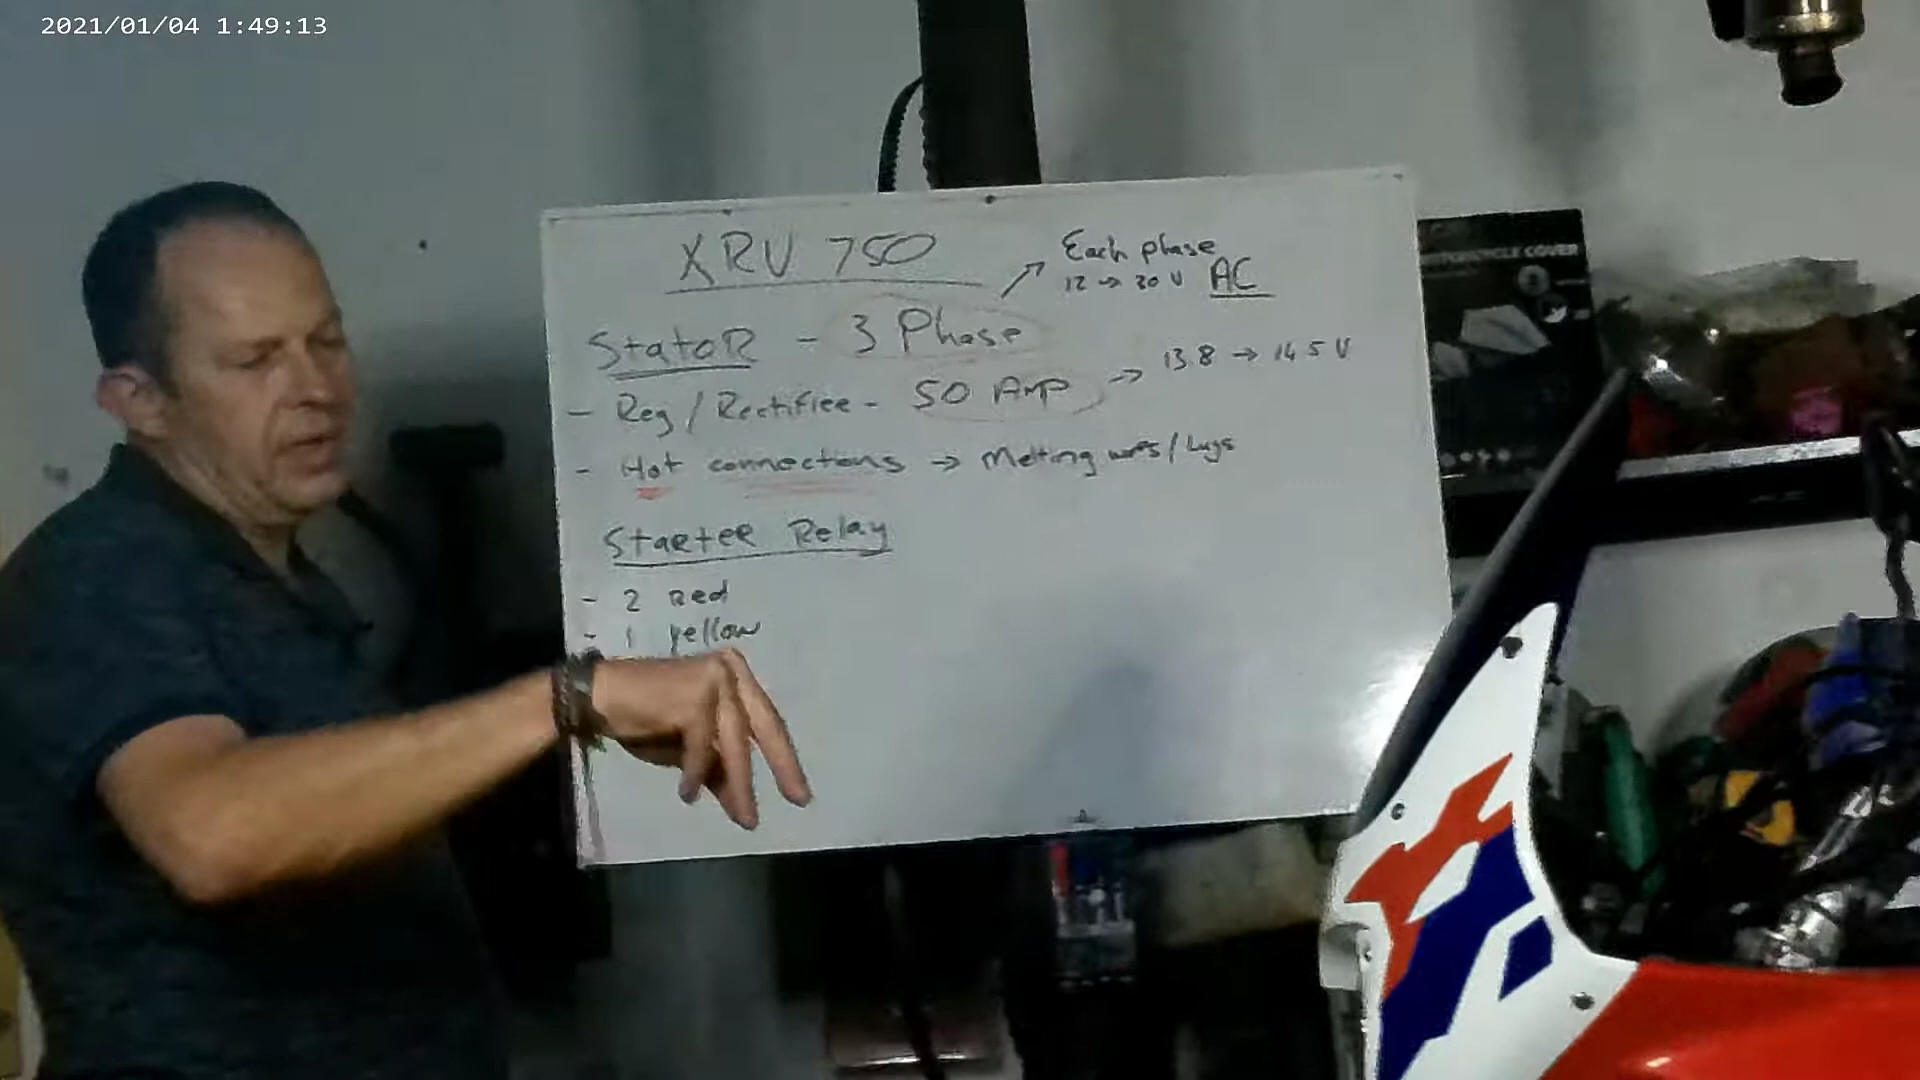 2021/01/04 1:49:13
XRV 750
Each phase
12 → 20 V AC
StatoR - 3 Phase
- Reg/Rectifier - 50 Amp → 13.8 → 14.5 V
- Hot connections → Melting wires/Lugs
Starter Relay
- 2 Red
- 1 yellow
MOTORCYCLE COVER